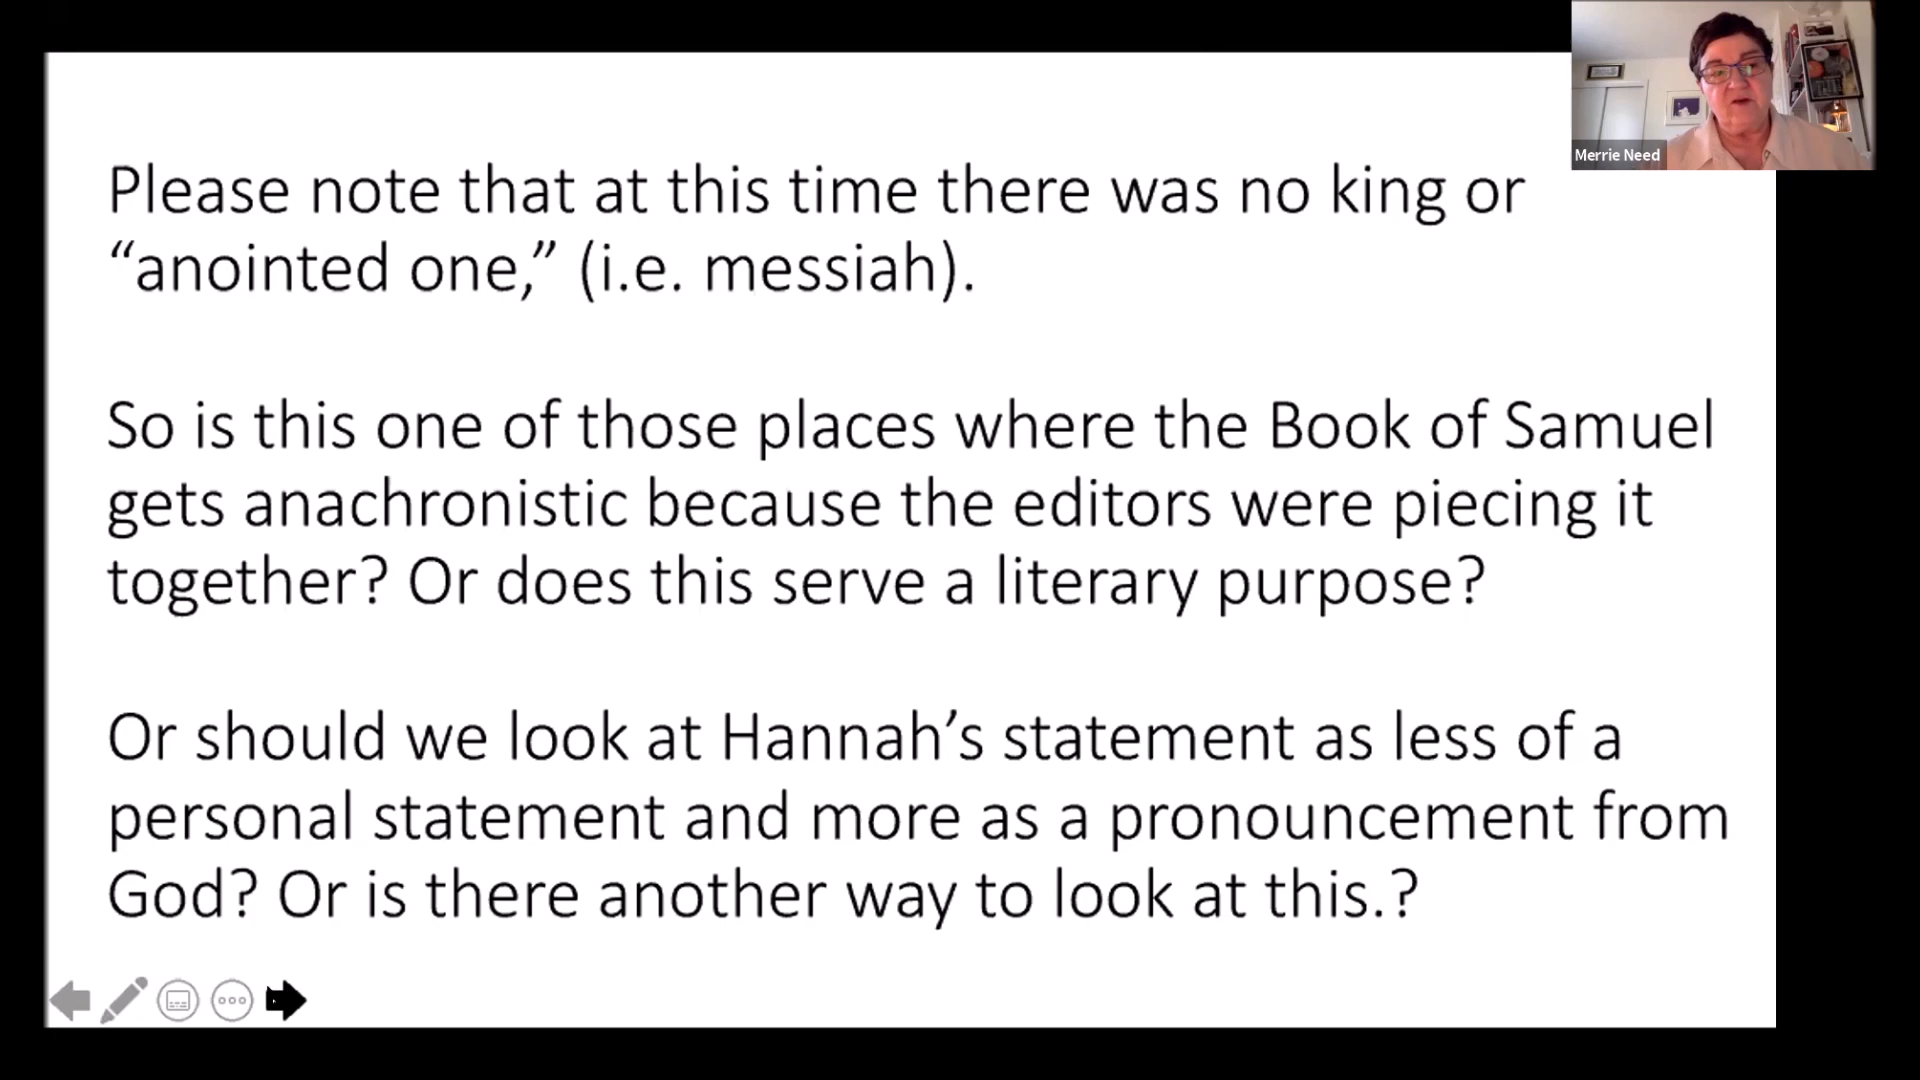 Please note that at this time there was no king or
“anointed one,” (i.e. messiah).
So is this one of those places where the Book of Samuel
gets anachronistic because the editors were piecing it
together? Or does this serve a literary purpose?
Or should we look at Hannah’s statement as less of a
personal statement and more as a pronouncement from
God? Or is there another way to look at this.?
Merrie Need